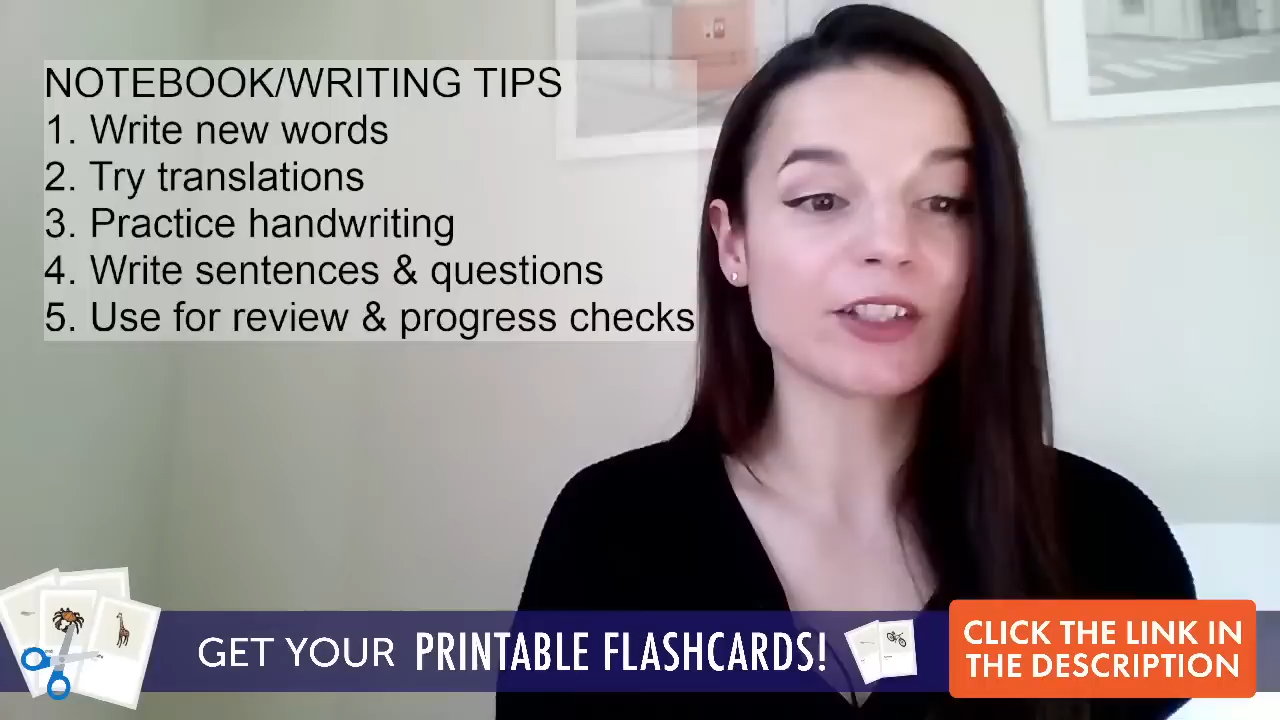 NOTEBOOK/WRITING TIPS
1. Write new words
2. Try translations
3. Practice handwriting
4. Write sentences & questions
5. Use for review & progress checks
GET YOUR PRINTABLE FLASHCARDS!
CLICK THE LINK IN
THE DESCRIPTION